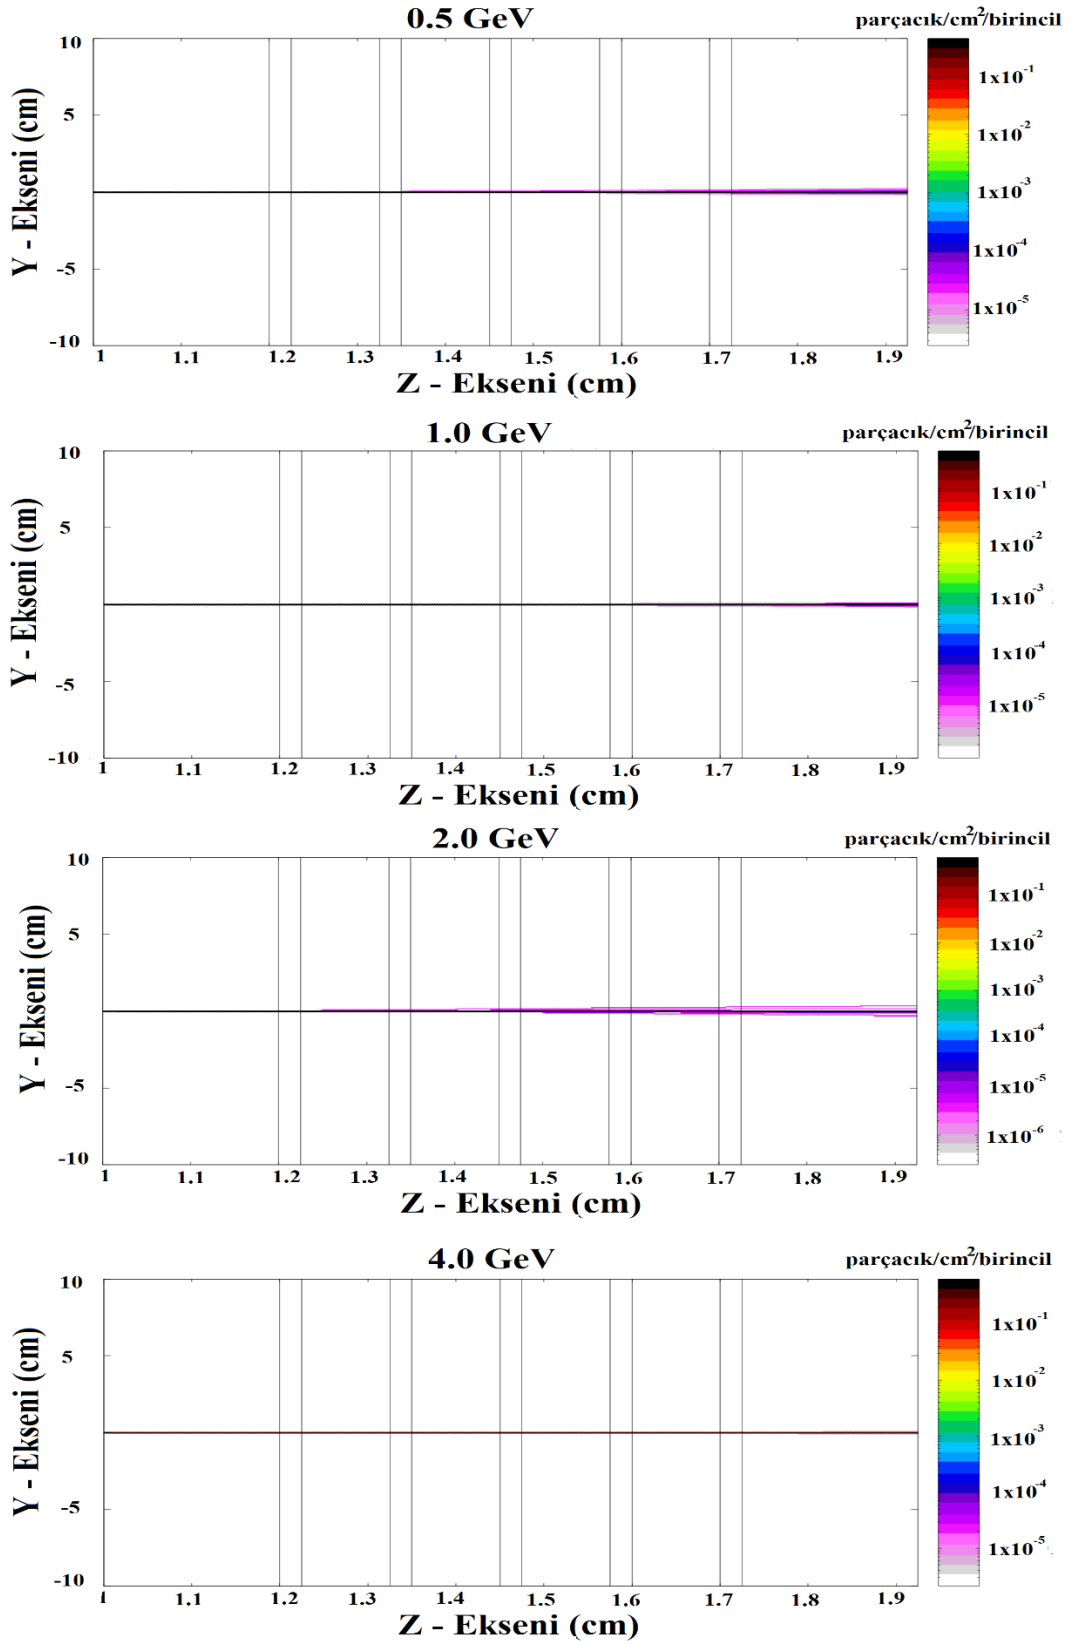 0.5 GeV
parçacık/cm²/birincil
10
5
-5
-10
Y - Ekseni (cm)
1 1.1 1.2 1.3 1.4 1.5 1.6 1.7 1.8 1.9
Z - Ekseni (cm)
1x10⁻¹
1x10⁻²
1x10⁻³
1x10⁻⁴
1x10⁻⁵
1.0 GeV
parçacık/cm²/birincil
10
5
-5
-10
Y - Ekseni (cm)
1 1.1 1.2 1.3 1.4 1.5 1.6 1.7 1.8 1.9
Z - Ekseni (cm)
1x10⁻¹
1x10⁻²
1x10⁻³
1x10⁻⁴
1x10⁻⁵
2.0 GeV
parçacık/cm²/birincil
10
5
-5
-10
Y - Ekseni (cm)
1 1.1 1.2 1.3 1.4 1.5 1.6 1.7 1.8 1.9
Z - Ekseni (cm)
1x10⁻¹
1x10⁻²
1x10⁻³
1x10⁻⁴
1x10⁻⁵
1x10⁻⁶
4.0 GeV
parçacık/cm²/birincil
10
5
-5
-10
Y - Ekseni (cm)
1 1.1 1.2 1.3 1.4 1.5 1.6 1.7 1.8 1.9
Z - Ekseni (cm)
1x10⁻¹
1x10⁻²
1x10⁻³
1x10⁻⁴
1x10⁻⁵